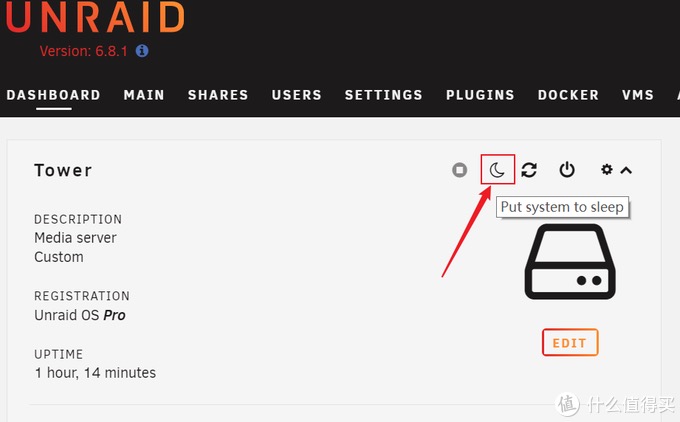 UNRAID
Version: 6.8.1
DASHBOARD MAIN SHARES USERS SETTINGS PLUGINS DOCKER VMS
Tower
Put system to sleep
DESCRIPTION
Media server
Custom
REGISTRATION
Unraid OS Pro
EDIT
UPTIME
1 hour, 14 minutes
值 什么值得买